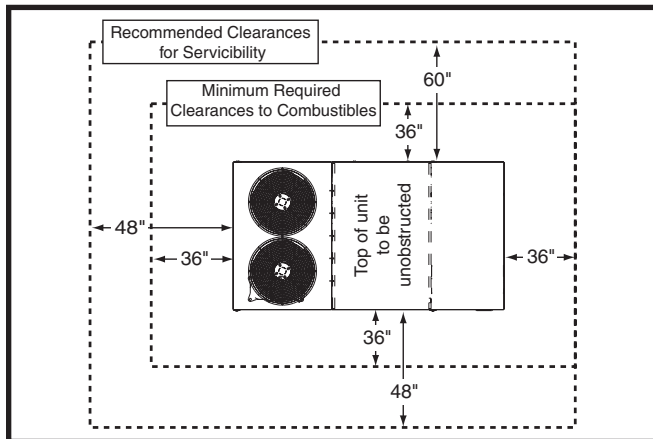 Recommended Clearances
for Servicibility
60"
Minimum Required
Clearances to Combustibles
36"
48"
36"
Top of unit
to be
unobstructed
36"
36"
48"